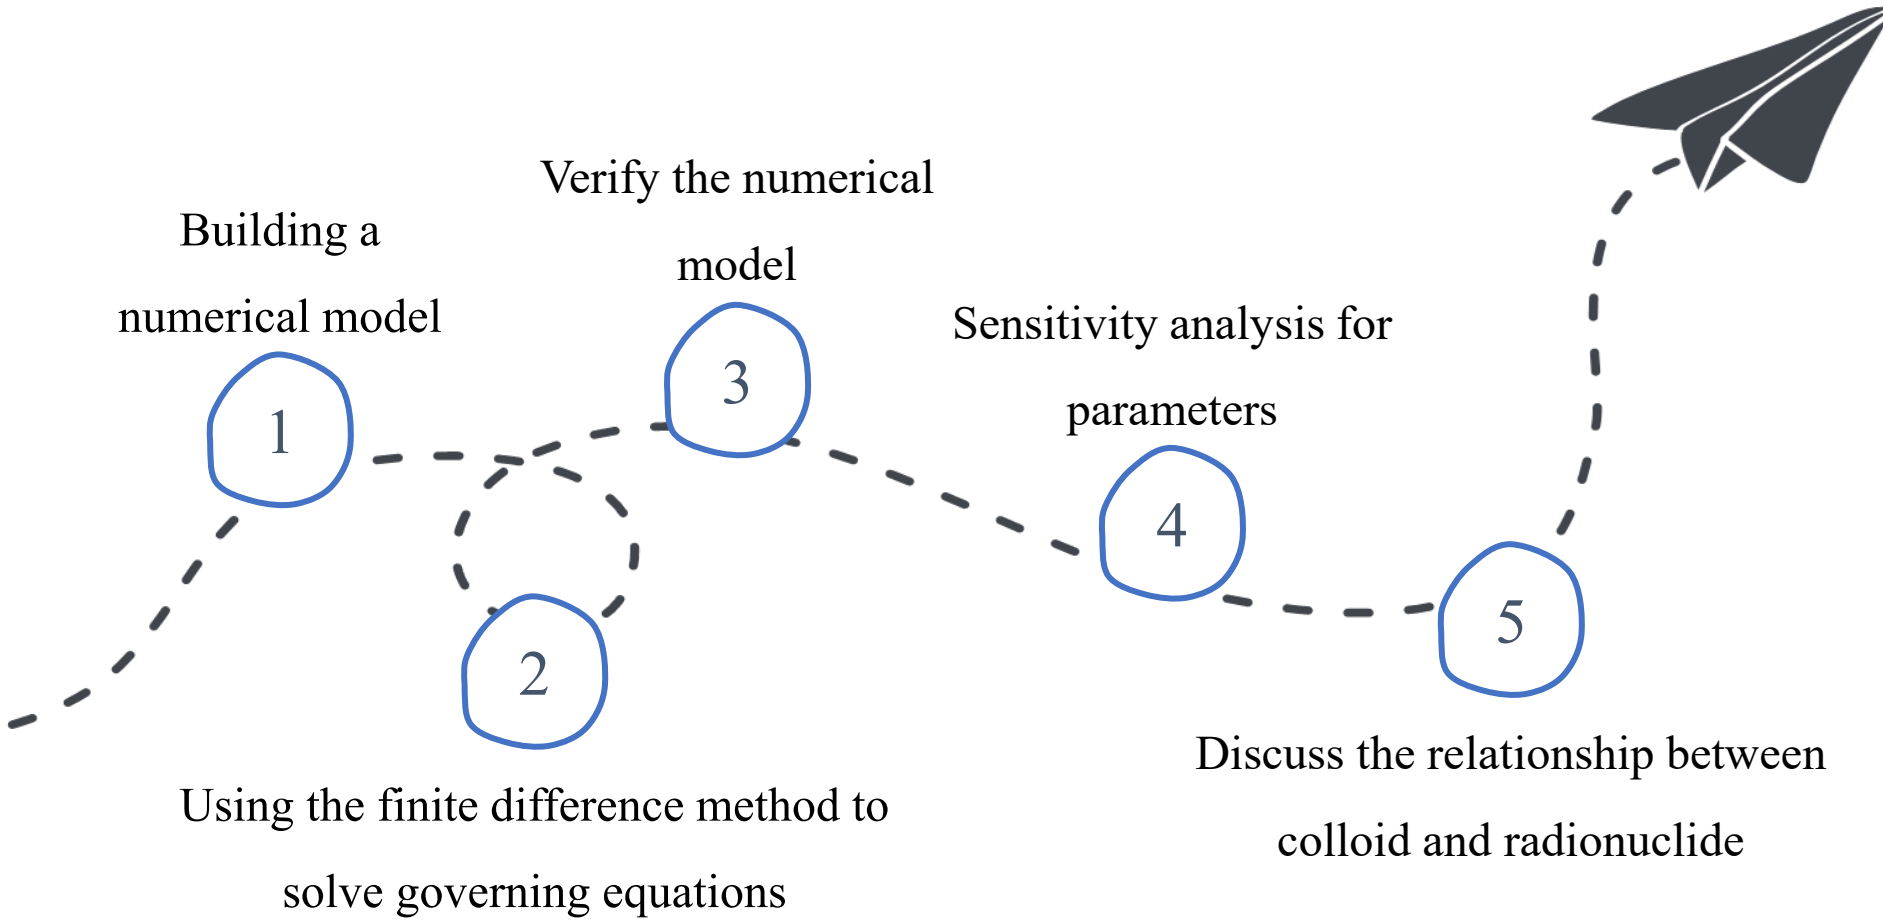 Building a
numerical model
1
Using the finite difference method to
solve governing equations
2
Verify the numerical
model
3
Sensitivity analysis for
parameters
4
Discuss the relationship between
colloid and radionuclide
5